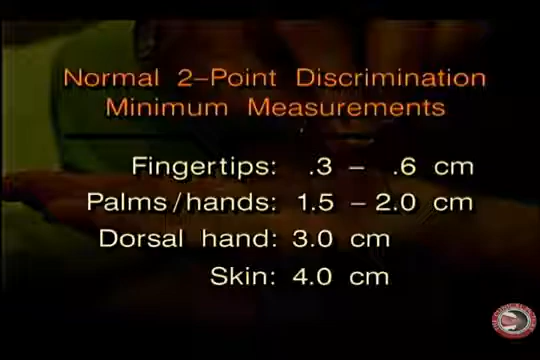 Normal 2-Point Discrimination
Minimum Measurements
Fingertips: .3 - .6 cm
Palms/hands: 1.5 - 2.0 cm
Dorsal hand: 3.0 cm
Skin: 4.0 cm